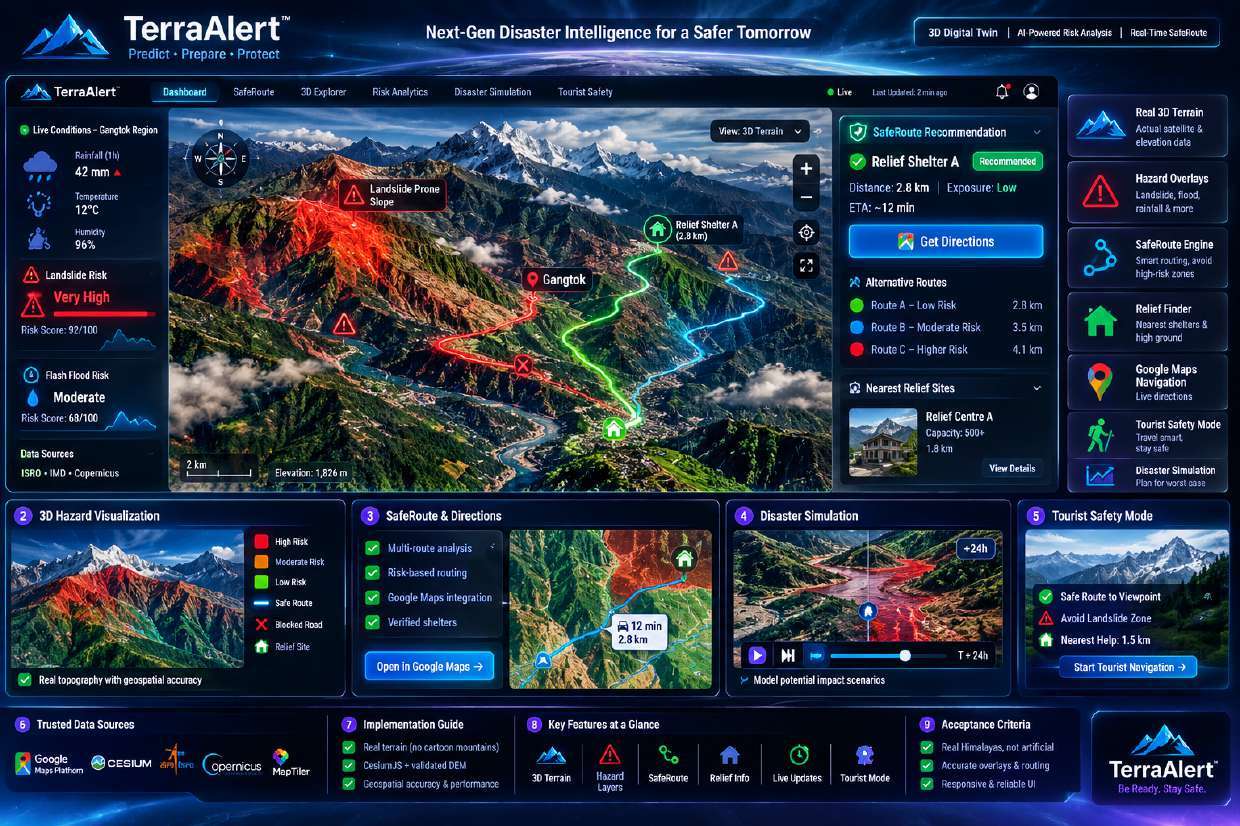 TerraAlert™
Predict • Prepare • Protect
Next-Gen Disaster Intelligence for a Safer Tomorrow
3D Digital Twin | AI-Powered Risk Analysis | Real-Time SafeRoute
TerraAlert™
Dashboard
SafeRoute
3D Explorer
Risk Analytics
Disaster Simulation
Tourist Safety
Live
Last Updated: 2 min ago
Live Conditions – Gangtok Region
Rainfall (1h)
42 mm
Temperature
12°C
Humidity
96%
Landslide Risk
Very High
Risk Score: 92/100
Flash Flood Risk
Moderate
Risk Score: 68/100
Data Sources
ISRO • IMD • Copernicus
N
W E
S
View: 3D Terrain
Landslide Prone
Slope
Relief Shelter A
(2.8 km)
Gangtok
2 km
Elevation: 1,826 m
SafeRoute Recommendation
Relief Shelter A
Recommended
Distance: 2.8 km | Exposure: Low
ETA: ~12 min
Get Directions
Alternative Routes
Route A – Low Risk 2.8 km
Route B – Moderate Risk 3.5 km
Route C – Higher Risk 4.1 km
Nearest Relief Sites
Relief Centre A
Capacity: 500+
1.8 km
View Details
Real 3D Terrain
Actual satellite &
elevation data
Hazard Overlays
Landslide, flood,
rainfall & more
SafeRoute Engine
Smart routing, avoid
high-risk zones
Relief Finder
Nearest shelters &
high ground
Google Maps
Navigation
Live directions
Tourist Safety Mode
Travel smart,
stay safe
Disaster Simulation
Plan for worst case
2 3D Hazard Visualization
High Risk
Moderate Risk
Low Risk
Safe Route
Blocked Road
Relief Site
Real topography with geospatial accuracy
3 SafeRoute & Directions
Multi-route analysis
Risk-based routing
Google Maps integration
Verified shelters
Open in Google Maps →
12 min
2.8 km
4 Disaster Simulation
+24h
T + 24h
Model potential impact scenarios
5 Tourist Safety Mode
Safe Route to Viewpoint
Avoid Landslide Zone
Nearest Help: 1.5 km
Start Tourist Navigation →
6 Trusted Data Sources
Google
Maps Platform
CESIUM
Copernicus
MapTiler
7 Implementation Guide
Real terrain (no cartoon mountains)
CesiumJS + validated DEM
Geospatial accuracy & performance
8 Key Features at a Glance
3D Terrain
Hazard
Layers
SafeRoute
Relief Info
Live Updates
Tourist Mode
9 Acceptance Criteria
Real Himalayas, not artificial
Accurate overlays & routing
Responsive & reliable UI
TerraAlert™
Be Ready. Stay Safe.